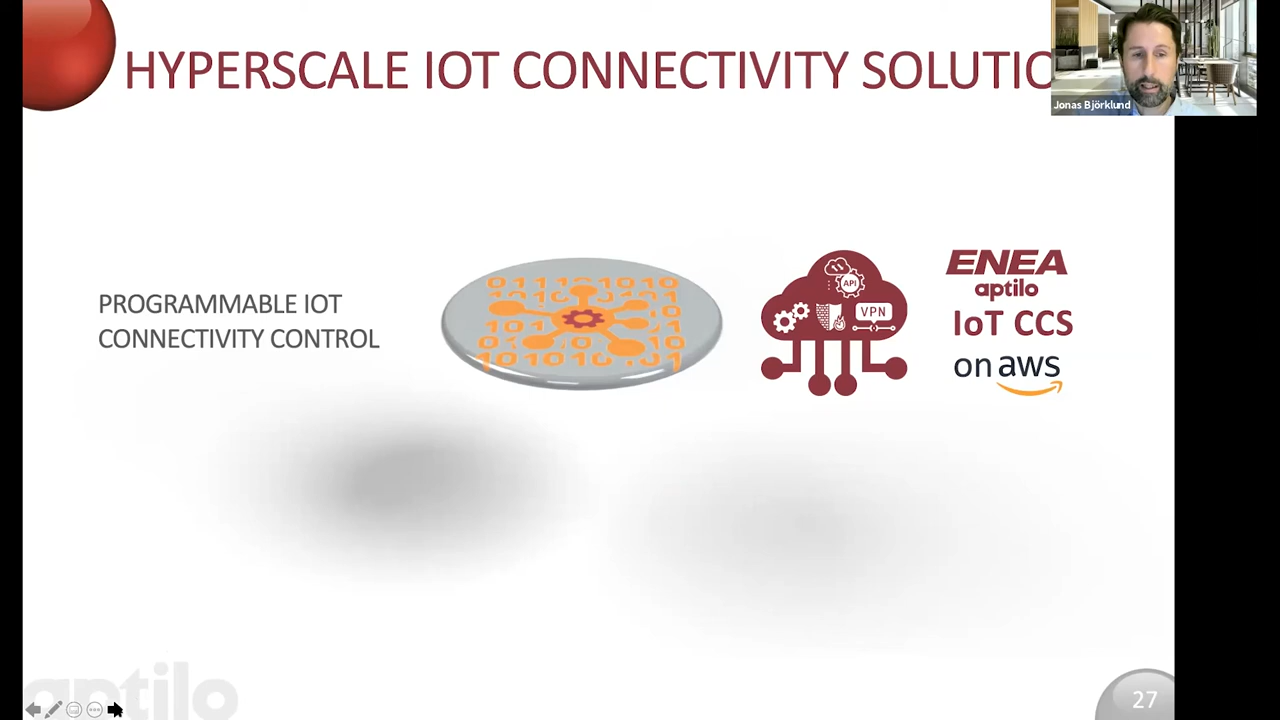 HYPERSCALE IOT CONNECTIVITY SOLUTIO
Jonas Björklund
PROGRAMMABLE IOT
CONNECTIVITY CONTROL
API
VPN
ENEA
aptilo
IoT CCS
on aws
aptilo
27